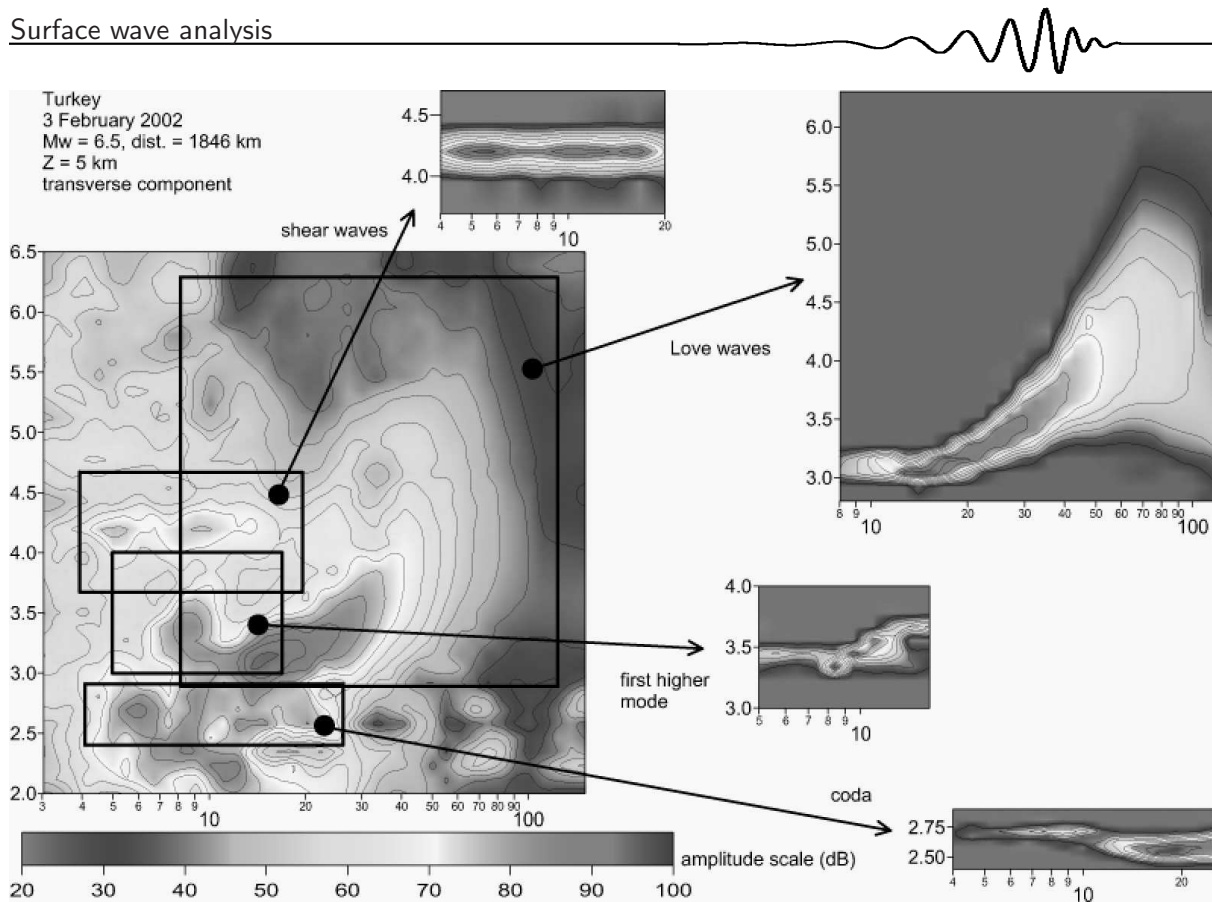 Surface wave analysis
Turkey
3 February 2002
Mw = 6.5, dist. = 1846 km
Z = 5 km
transverse component
4.5
4.0
4 5 6 7 8 9 10 20
shear waves
6.0
5.5
5.0
4.5
4.0
3.5
3.0
8 9 10 20 30 40 50 60 70 80 90 100
Love waves
6.5
6.0
5.5
5.0
4.5
4.0
3.5
3.0
2.5
2.0
3 4 5 6 7 8 9 10 20 30 40 50 60 70 80 90 100
4.0
3.5
3.0
5 6 7 8 9 10
first higher
mode
coda
2.75
2.50
4 5 6 7 8 9 10 20
amplitude scale (dB)
20 30 40 50 60 70 80 90 100